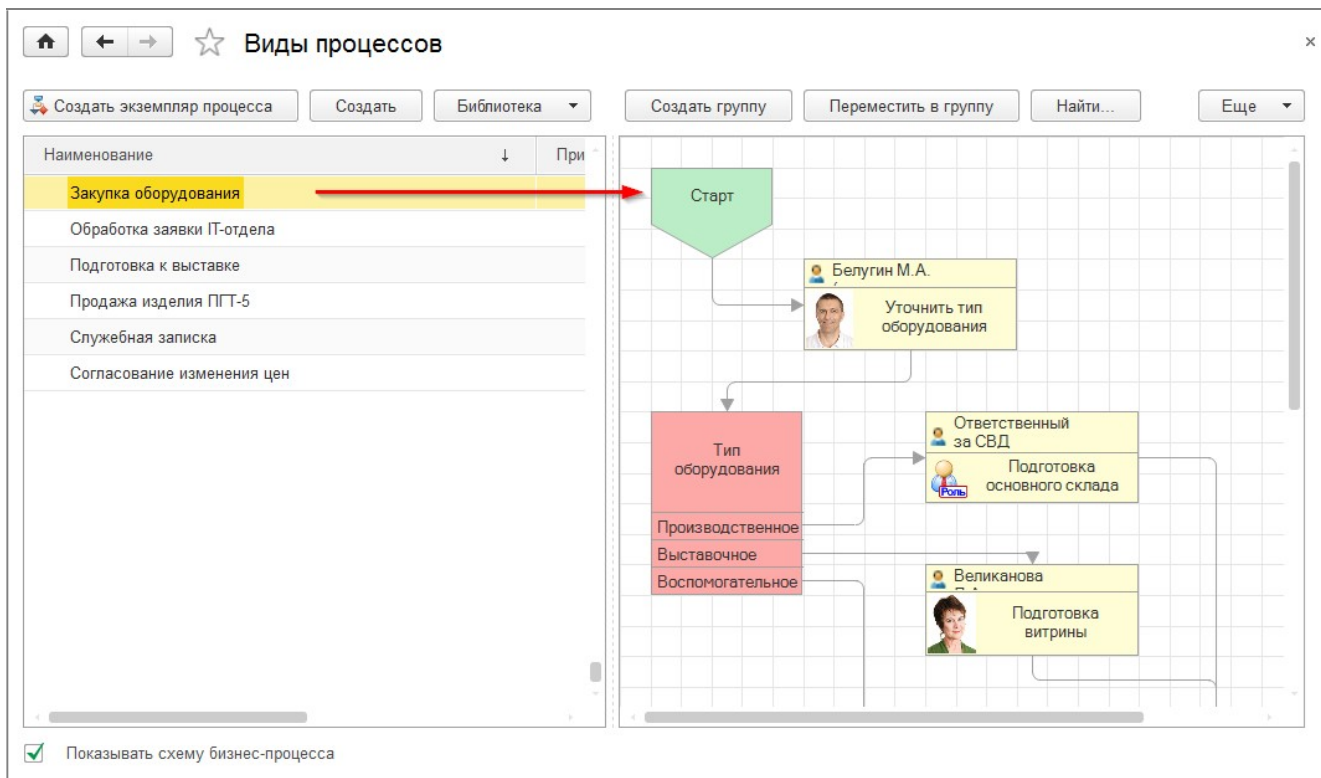 Виды процессов
Создать экземпляр процесса
Создать
Библиотека
Создать группу
Переместить в группу
Найти...
Еще
Наименование
При
Закупка оборудования
Обработка заявки IT-отдела
Подготовка к выставке
Продажа изделия ПГТ-5
Служебная записка
Согласование изменения цен
Старт
Белугин М.А.
Уточнить тип
оборудования
Тип
оборудования
Производственное
Выставочное
Воспомогательное
Ответственный
за СВД
Роль
Подготовка
основного склада
Великанова
Подготовка
витрины
Показывать схему бизнес-процесса